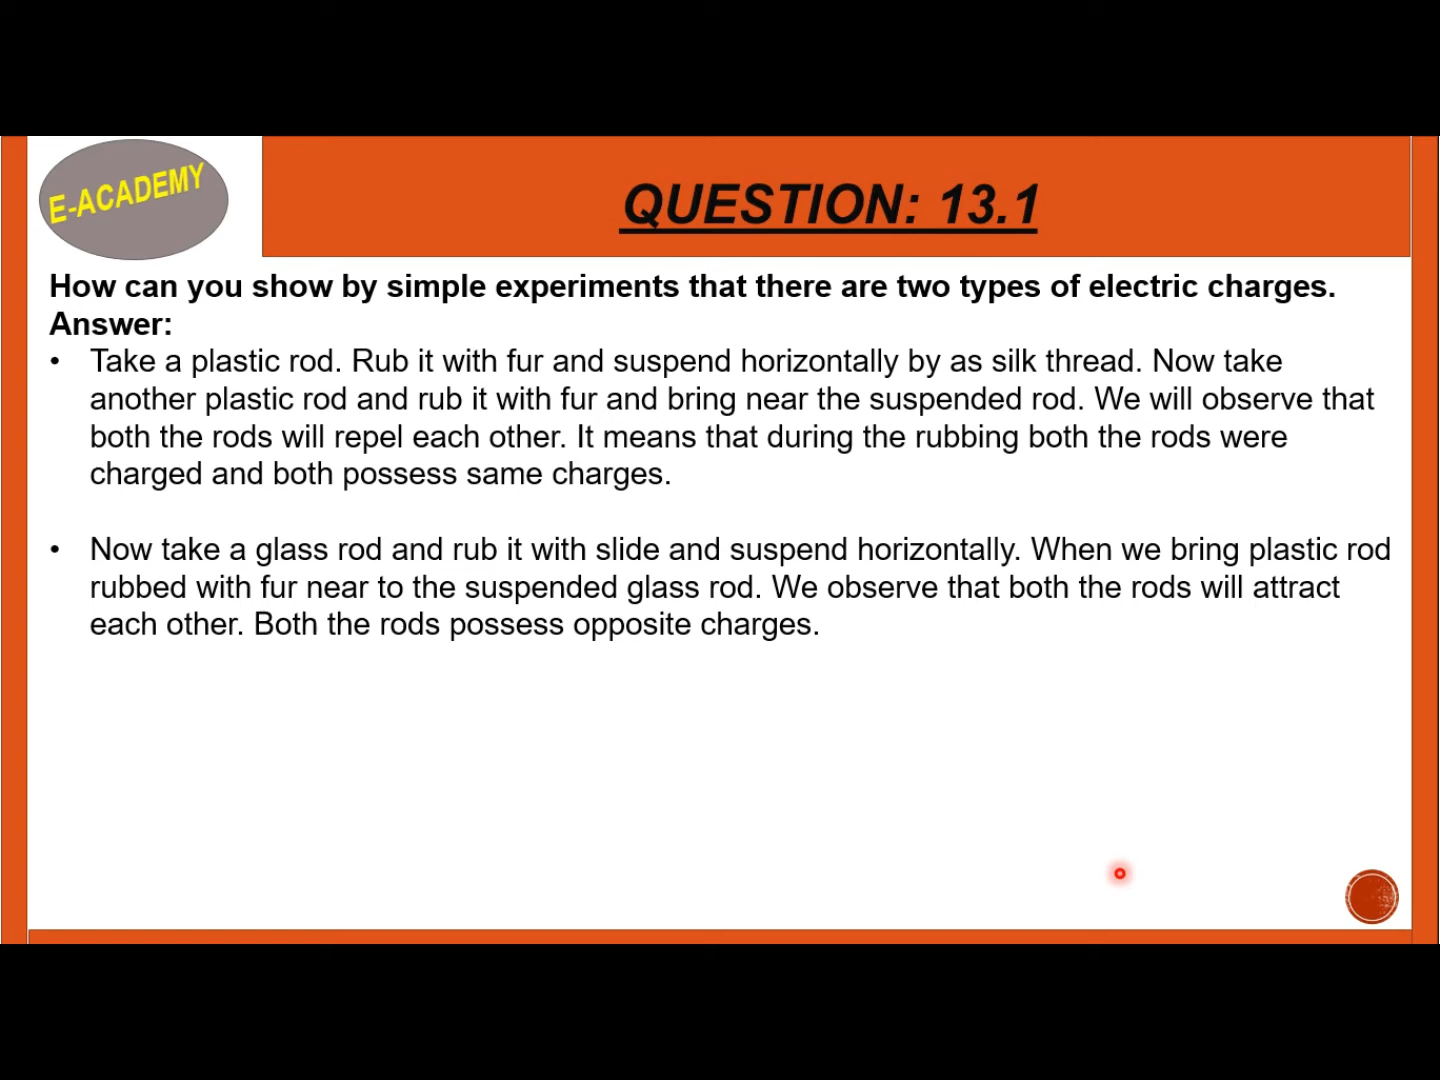 E-ACADEMY
QUESTION: 13.1
How can you show by simple experiments that there are two types of electric charges.
Answer:
• Take a plastic rod. Rub it with fur and suspend horizontally by as silk thread. Now take
another plastic rod and rub it with fur and bring near the suspended rod. We will observe that
both the rods will repel each other. It means that during the rubbing both the rods were
charged and both possess same charges.
• Now take a glass rod and rub it with slide and suspend horizontally. When we bring plastic rod
rubbed with fur near to the suspended glass rod. We observe that both the rods will attract
each other. Both the rods possess opposite charges.